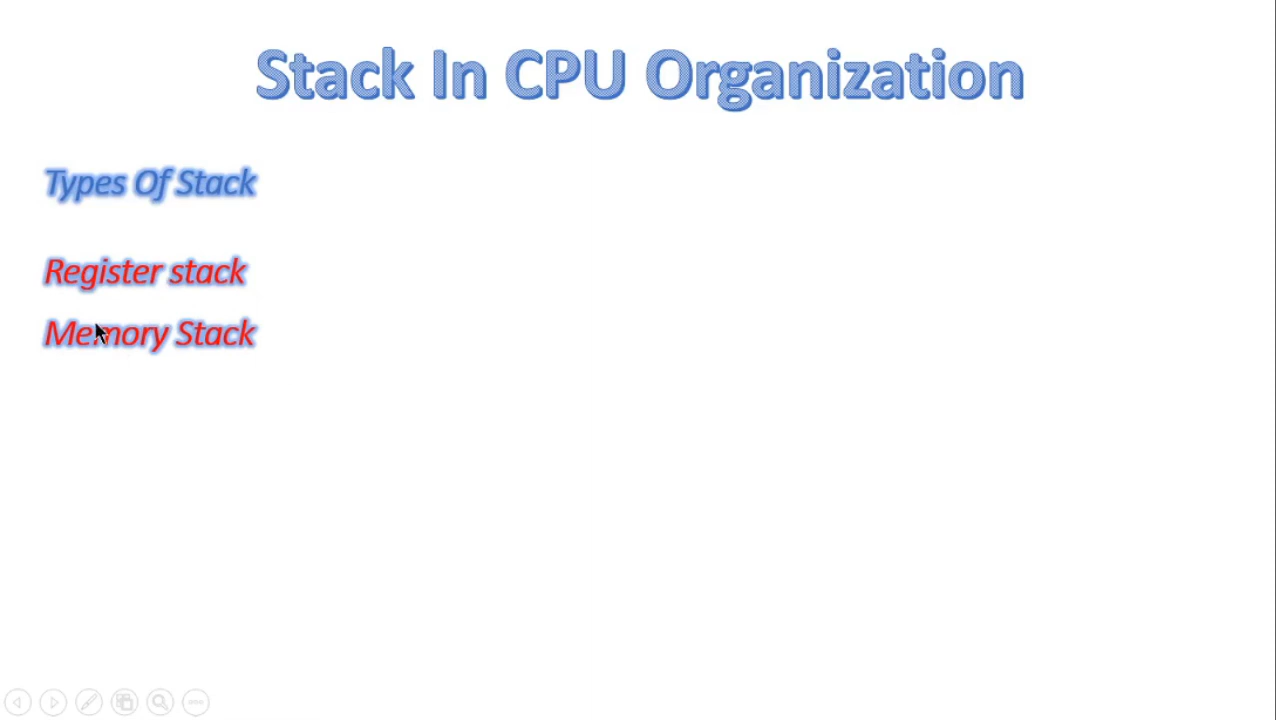 Stack In CPU Organization
Types Of Stack
Register stack
Memory Stack